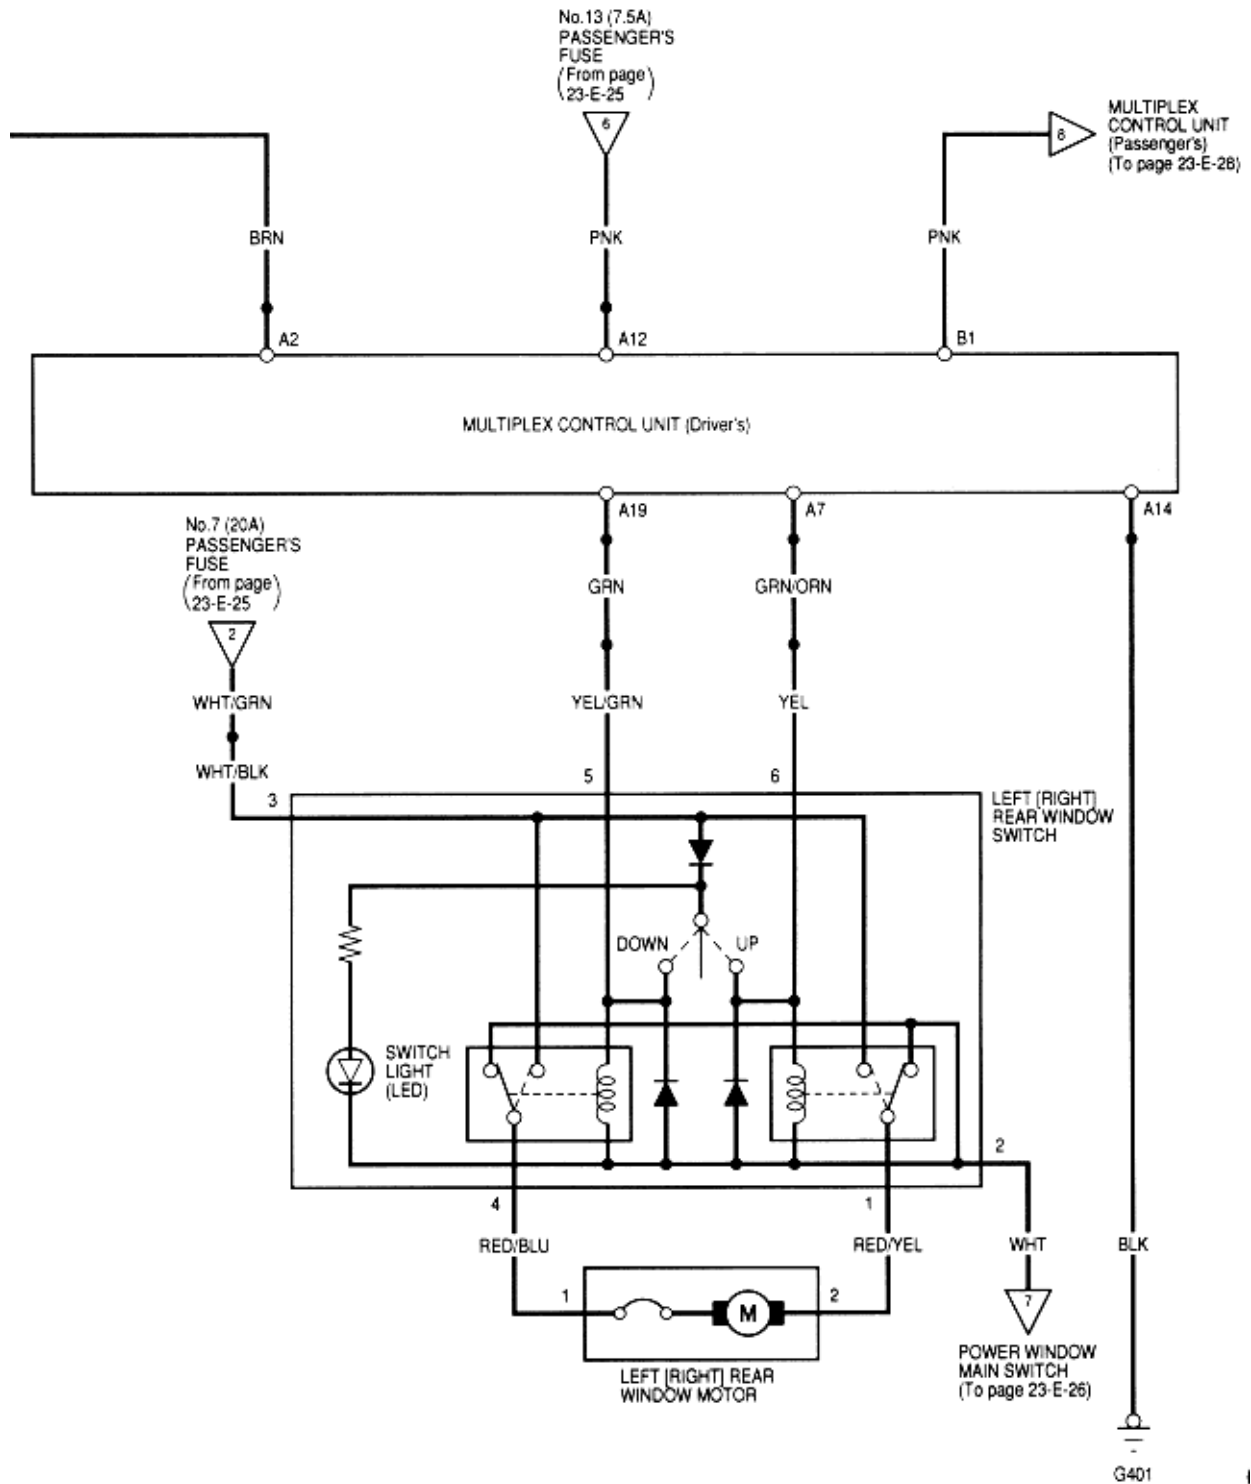 No.13 (7.5A)
PASSENGER'S
FUSE
(From page
23-E-25)
6
8
MULTIPLEX
CONTROL UNIT
(Passenger's)
(To page 23-E-28)
BRN
PNK
PNK
A2
A12
B1
MULTIPLEX CONTROL UNIT (Driver's)
A19
A7
A14
No.7 (20A)
PASSENGER'S
FUSE
(From page
23-E-25)
2
GRN
GRN/ORN
WHT/GRN
YEL/GRN
YEL
WHT/BLK
5
6
3
LEFT [RIGHT]
REAR WINDOW
SWITCH
DOWN
UP
SWITCH
LIGHT
(LED)
2
4
1
RED/BLU
RED/YEL
WHT
BLK
1
M
2
7
LEFT [RIGHT] REAR
WINDOW MOTOR
POWER WINDOW
MAIN SWITCH
(To page 23-E-26)
G401